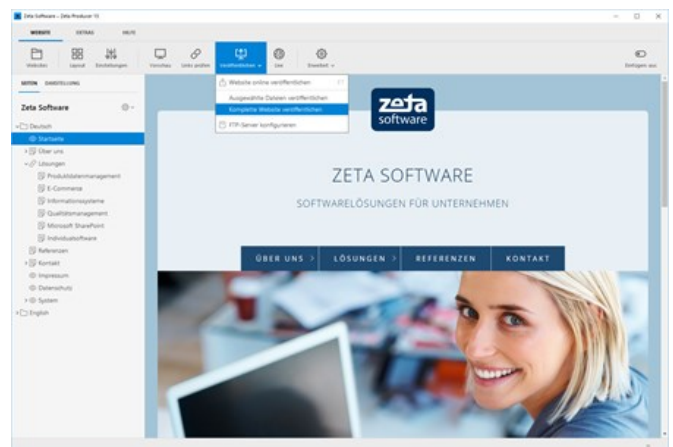 Zeta Software - Zeta Producer 15
WEBSITE EXTRAS HILFE
Websites Layout Einstellungen Vorschau Links prüfen Veröffentlichen Live Erweitert Einfügen aus
SEITEN DARSTELLUNG
Zeta Software
Deutsch
Startseite
Über uns
Lösungen
Produktdatenmanagement
E-Commerce
Informationssysteme
Qualitätsmanagement
Microsoft SharePoint
Individualsoftware
Referenzen
Kontakt
Impressum
Datenschutz
System
English
Website online veröffentlichen
Ausgewählte Dateien veröffentlichen
Komplette Website veröffentlichen
FTP-Server konfigurieren
zeta
software
ZETA SOFTWARE
SOFTWARELÖSUNGEN FÜR UNTERNEHMEN
ÜBER UNS > LÖSUNGEN > REFERENZEN KONTAKT